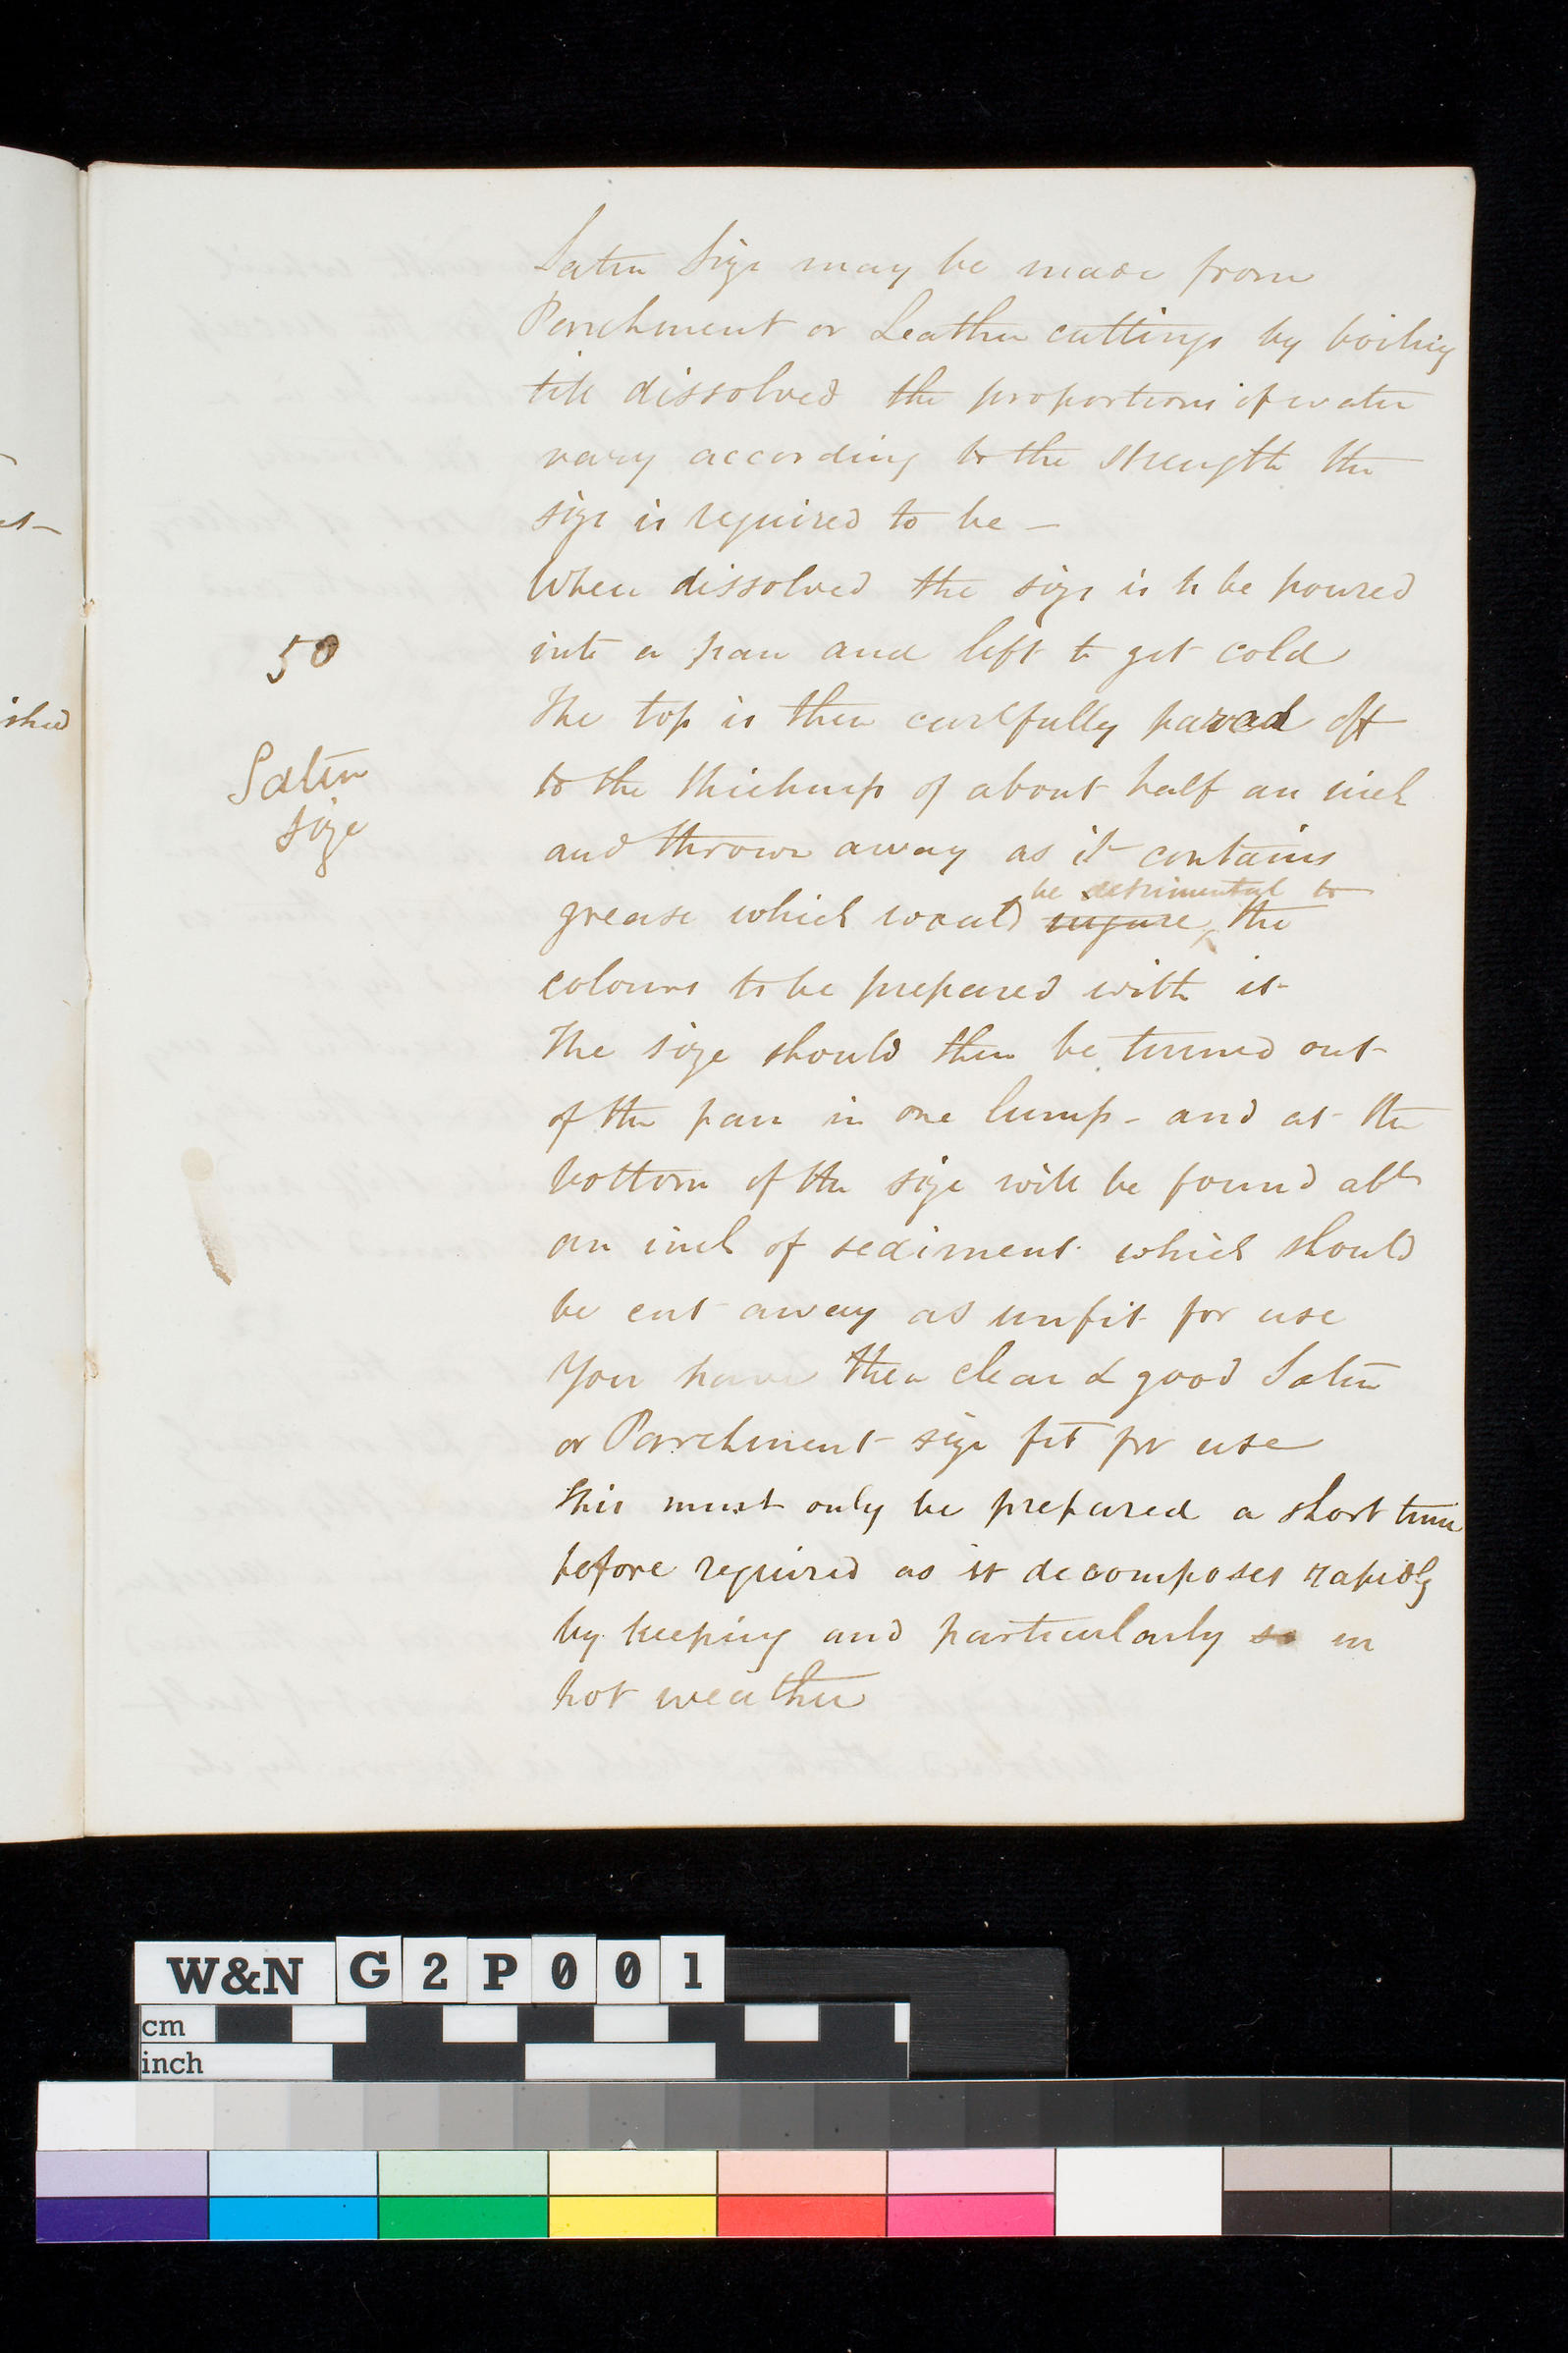 Satin Size may be made from
Parchment or Leather cuttings by boiling
till dissolved the proportions of water
vary according to the strength the
size is required to be —
When dissolved the size is to be poured
into a pan and left to get cold
The top is then carefully pared off
to the thickness of about half an inch
and thrown away as it contains
be detrimental to
grease which would injure the
colours to be prepared with it
The size should then be turned out
of the pan in one lump - and at the
bottom of the size will be found abt
an inch of sediment which should
be cut away as unfit for use
You have then clear & good Satin
or Parchment size fit for use
This must only be prepared a short time
before required as it decomposes rapidly
by keeping and particularly so in
hot weather
50
Satin
size
shed
W&N G2P001
cm
inch